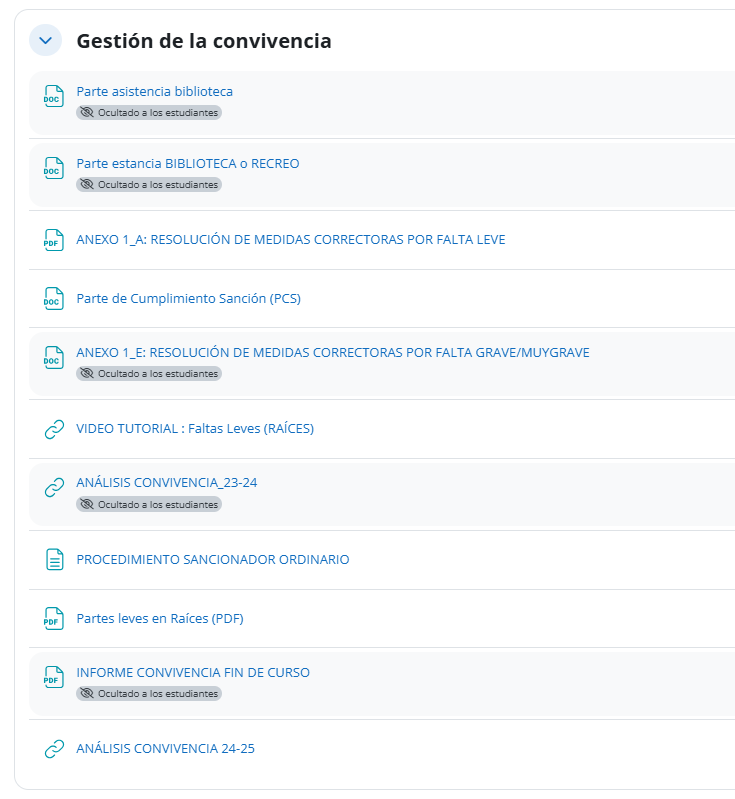 Gestión de la convivencia
DOC
Parte asistencia biblioteca
Ocultado a los estudiantes
DOC
Parte estancia BIBLIOTECA o RECREO
Ocultado a los estudiantes
PDF
ANEXO 1_A: RESOLUCIÓN DE MEDIDAS CORRECTORAS POR FALTA LEVE
DOC
Parte de Cumplimiento Sanción (PCS)
DOC
ANEXO 1_E: RESOLUCIÓN DE MEDIDAS CORRECTORAS POR FALTA GRAVE/MUYGRAVE
Ocultado a los estudiantes
VIDEO TUTORIAL : Faltas Leves (RAÍCES)
ANÁLISIS CONVIVENCIA_23-24
Ocultado a los estudiantes
PROCEDIMIENTO SANCIONADOR ORDINARIO
PDF
Partes leves en Raíces (PDF)
PDF
INFORME CONVIVENCIA FIN DE CURSO
Ocultado a los estudiantes
ANÁLISIS CONVIVENCIA 24-25